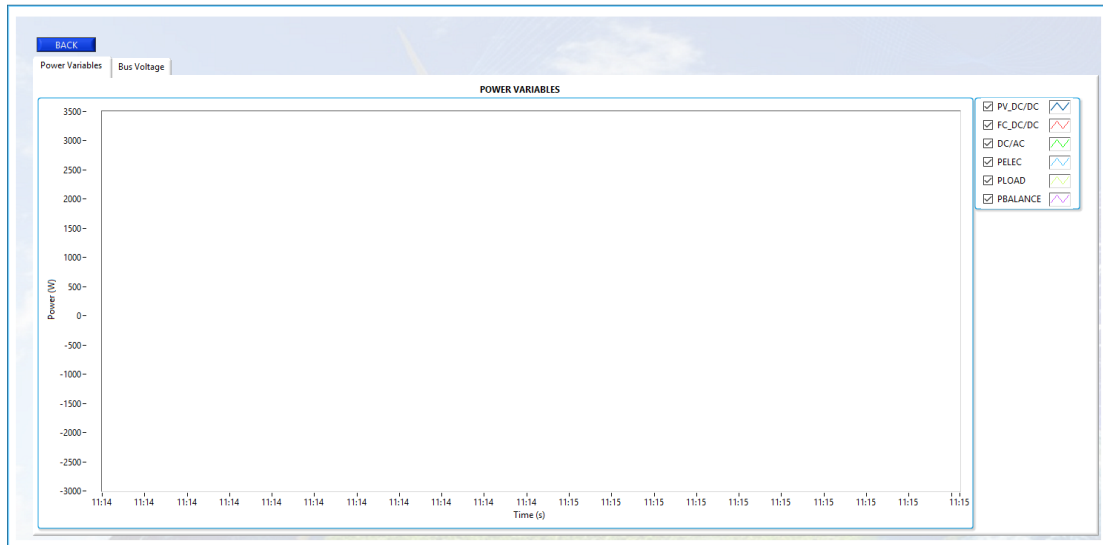 BACK
Power Variables Bus Voltage
POWER VARIABLES
3500
3000
2500
2000
1500
1000
500
0
-500
-1000
-1500
-2000
-2500
-3000
Power (W)
11:14 11:14 11:14 11:14 11:14 11:14 11:14 11:14 11:14 11:14 11:14 11:15 11:15 11:15 11:15 11:15 11:15 11:15 11:15 11:15 11:15
Time (s)
PV_DC/DC
FC_DC/DC
DC/AC
PELEC
PLOAD
PBALANCE